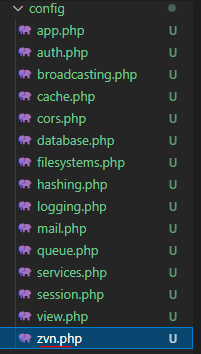 config
app.php U
auth.php U
broadcasting.php U
cache.php U
cors.php U
database.php U
filesystems.php U
hashing.php U
logging.php U
mail.php U
queue.php U
services.php U
session.php U
view.php U
zvn.php U